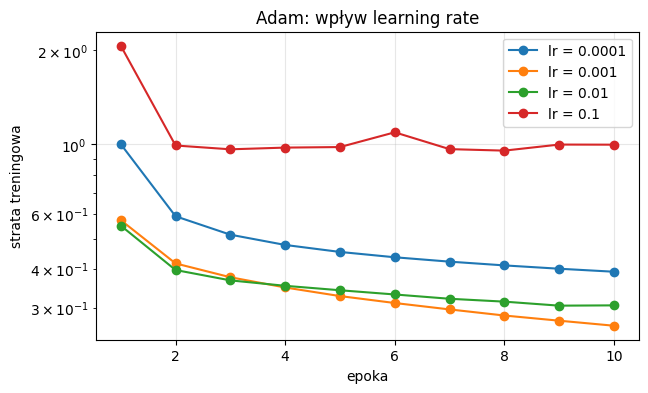 Adam: wpływ learning rate
lr = 0.0001
lr = 0.001
lr = 0.01
lr = 0.1
strata treningowa
2 × 10⁰
10⁰
6 × 10⁻¹
4 × 10⁻¹
3 × 10⁻¹
2 4 6 8 10
epoka